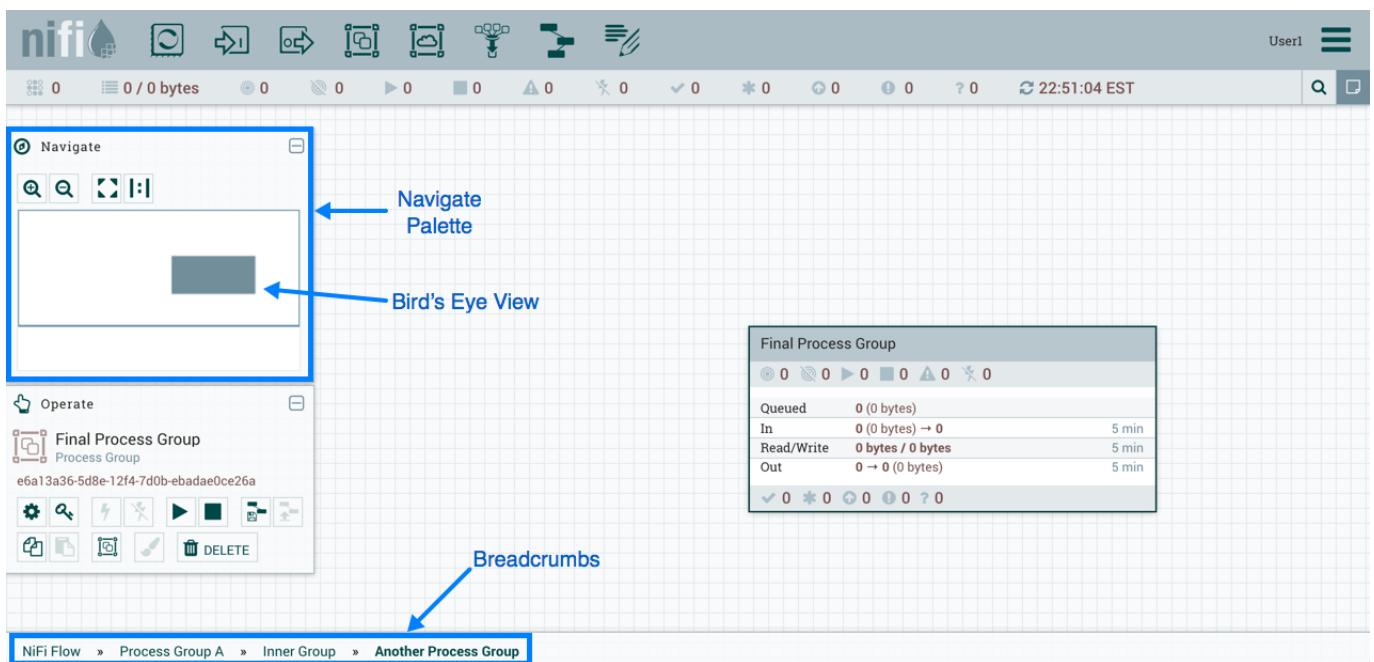 nifi
User1
0 0 / 0 bytes 0 0 0 0 0 0 0 0 0 0 ? 0 22:51:04 EST
Navigate
Navigate
Palette
Bird's Eye View
Final Process Group
0 0 0 0 0 0
Queued 0 (0 bytes)
In 0 (0 bytes) → 0 5 min
Read/Write 0 bytes / 0 bytes 5 min
Out 0 → 0 (0 bytes) 5 min
0 0 0 0 ? 0
Operate
Final Process Group
Process Group
e6a13a36-5d8e-12f4-7d0b-ebadae0ce26a
DELETE
Breadcrumbs
NiFi Flow » Process Group A » Inner Group » Another Process Group